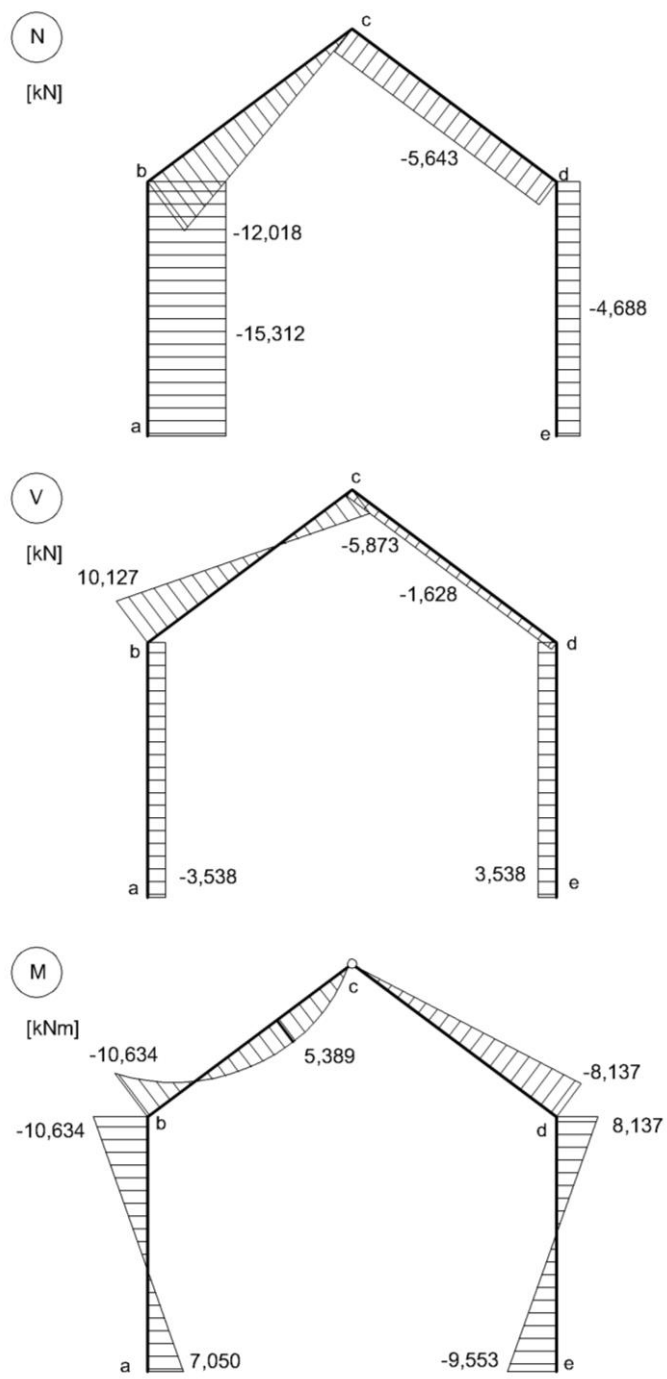 N
[kN]
c
b
d
-5,643
-12,018
-15,312
-4,688
a
e
V
[kN]
c
-5,873
10,127
-1,628
b
d
a
-3,538
3,538
e
M
[kNm]
c
-10,634
5,389
-8,137
-10,634
b
d
8,137
a
7,050
-9,553
e